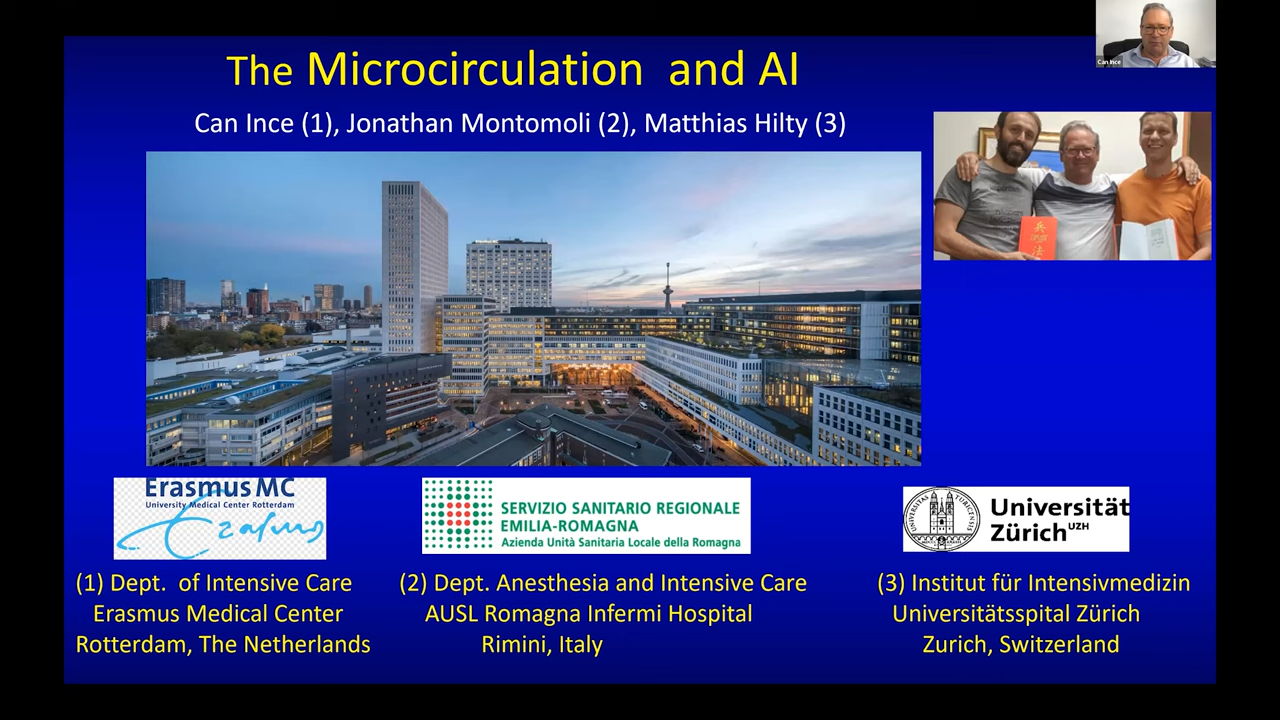 The Microcirculation and AI
Can Ince
Can Ince (1), Jonathan Montomoli (2), Matthias Hilty (3)
兵
法
Erasmus MC
University Medical Center Rotterdam
Erasmus
SERVIZIO SANITARIO REGIONALE
EMILIA-ROMAGNA
Azienda Unità Sanitaria Locale della Romagna
Universität
Zürich UZH
(1) Dept. of Intensive Care
Erasmus Medical Center
Rotterdam, The Netherlands
(2) Dept. Anesthesia and Intensive Care
AUSL Romagna Infermi Hospital
Rimini, Italy
(3) Institut für Intensivmedizin
Universitätsspital Zürich
Zurich, Switzerland